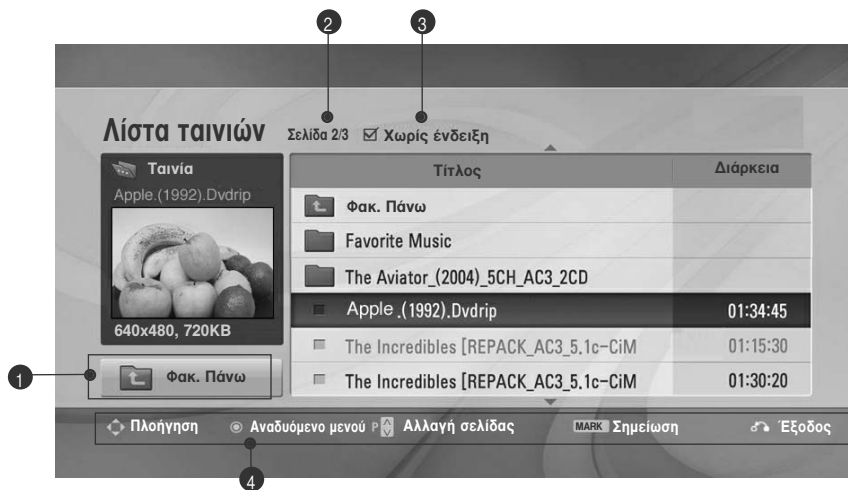 2 3
Λίστα ταινιών Σελίδα 2/3 Χωρίς ένδειξη
Ταινία
Apple.(1992).Dvdrip
640x480, 720KB
1 Φακ. Πάνω
Τίτλος Διάρκεια
Φακ. Πάνω
Favorite Music
The Aviator_(2004)_5CH_AC3_2CD
Apple .(1992).Dvdrip 01:34:45
The Incredibles [REPACK_AC3_5.1c-CiM 01:15:30
The Incredibles [REPACK_AC3_5.1c-CiM 01:30:20
Πλοήγηση Αναδυόμενο μενού P Αλλαγή σελίδας MARK Σημείωση Έξοδος
4